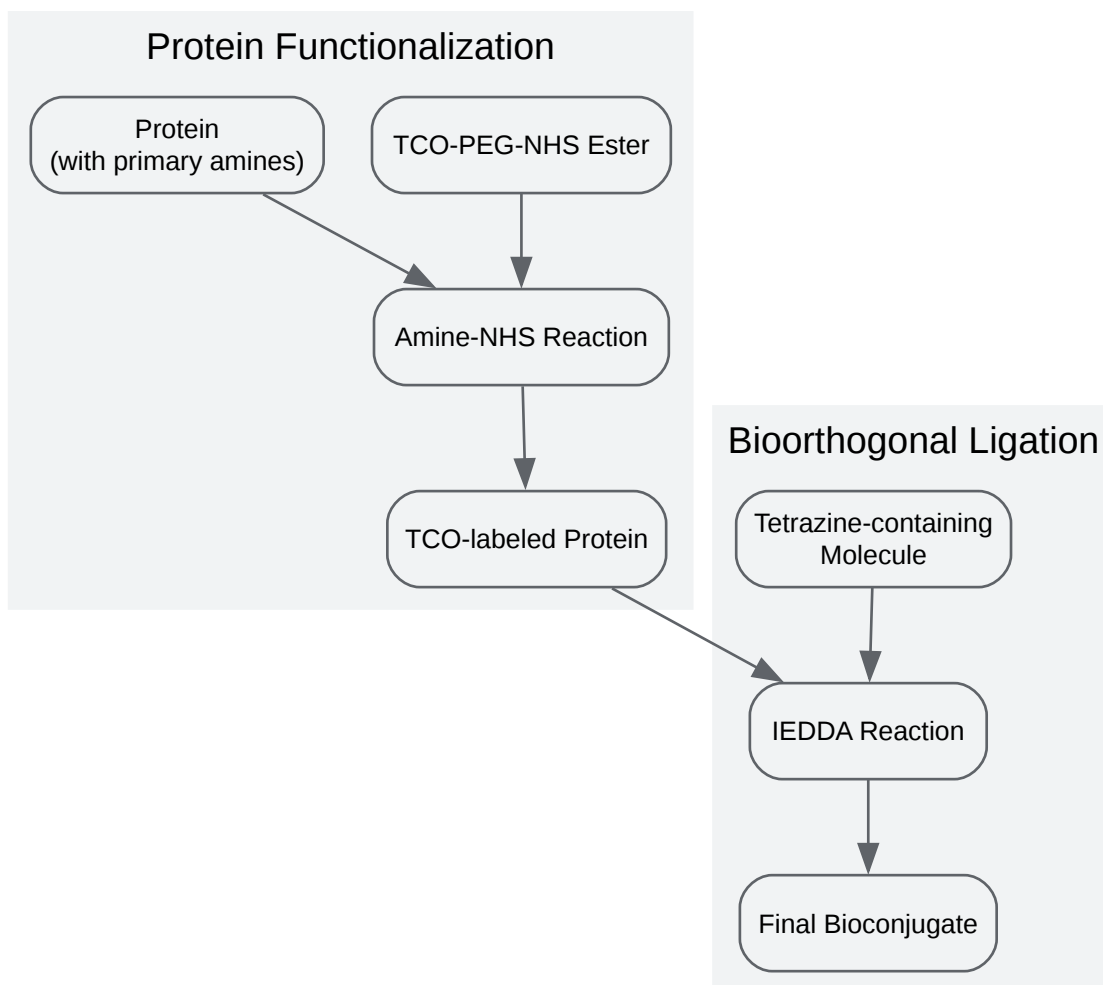 Protein Functionalization
Protein
(with primary amines)
TCO-PEG-NHS Ester
Amine-NHS Reaction
TCO-labeled Protein
Bioorthogonal Ligation
Tetrazine-containing
Molecule
IEDDA Reaction
Final Bioconjugate